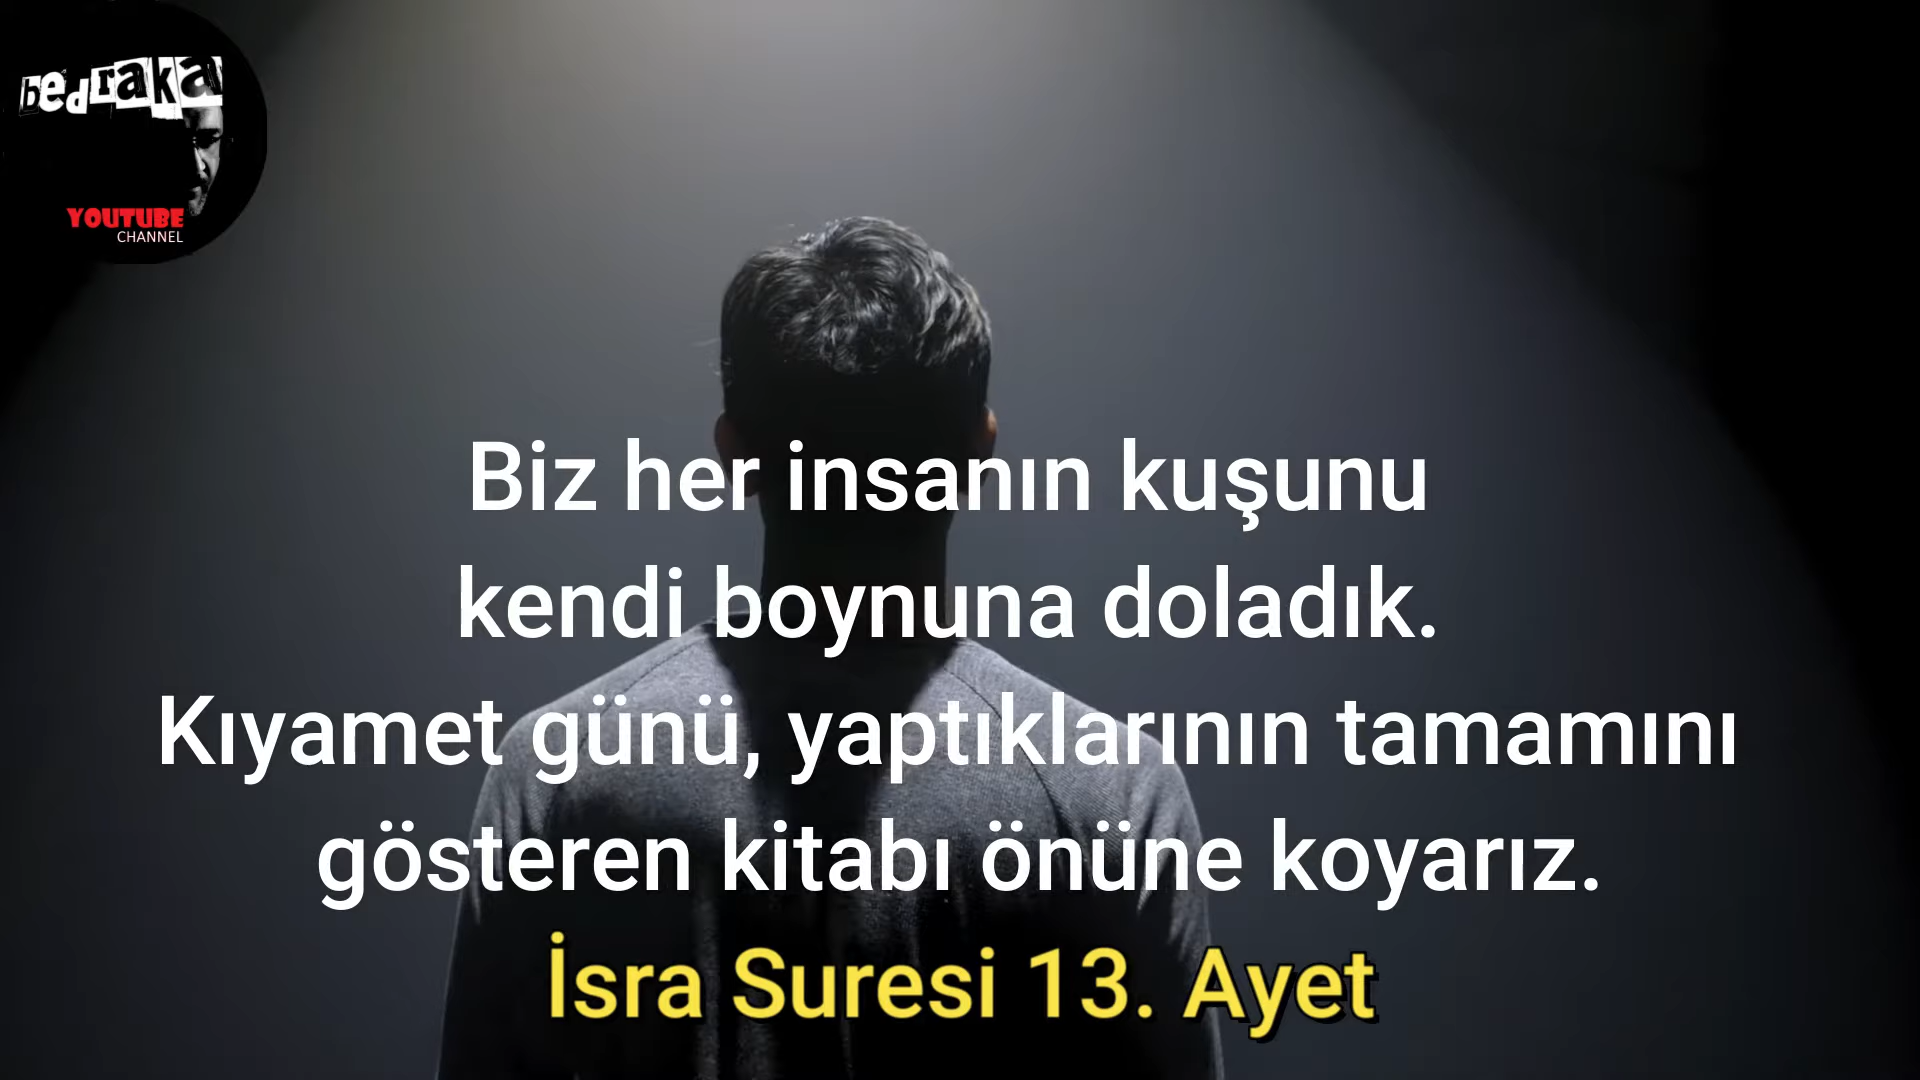 bedraka
YOUTUBE
CHANNEL
Biz her insanın kuşunu
kendi boynuna doladık.
Kıyamet günü, yaptıklarının tamamını
gösteren kitabı önüne koyarız.
İsra Suresi 13. Ayet